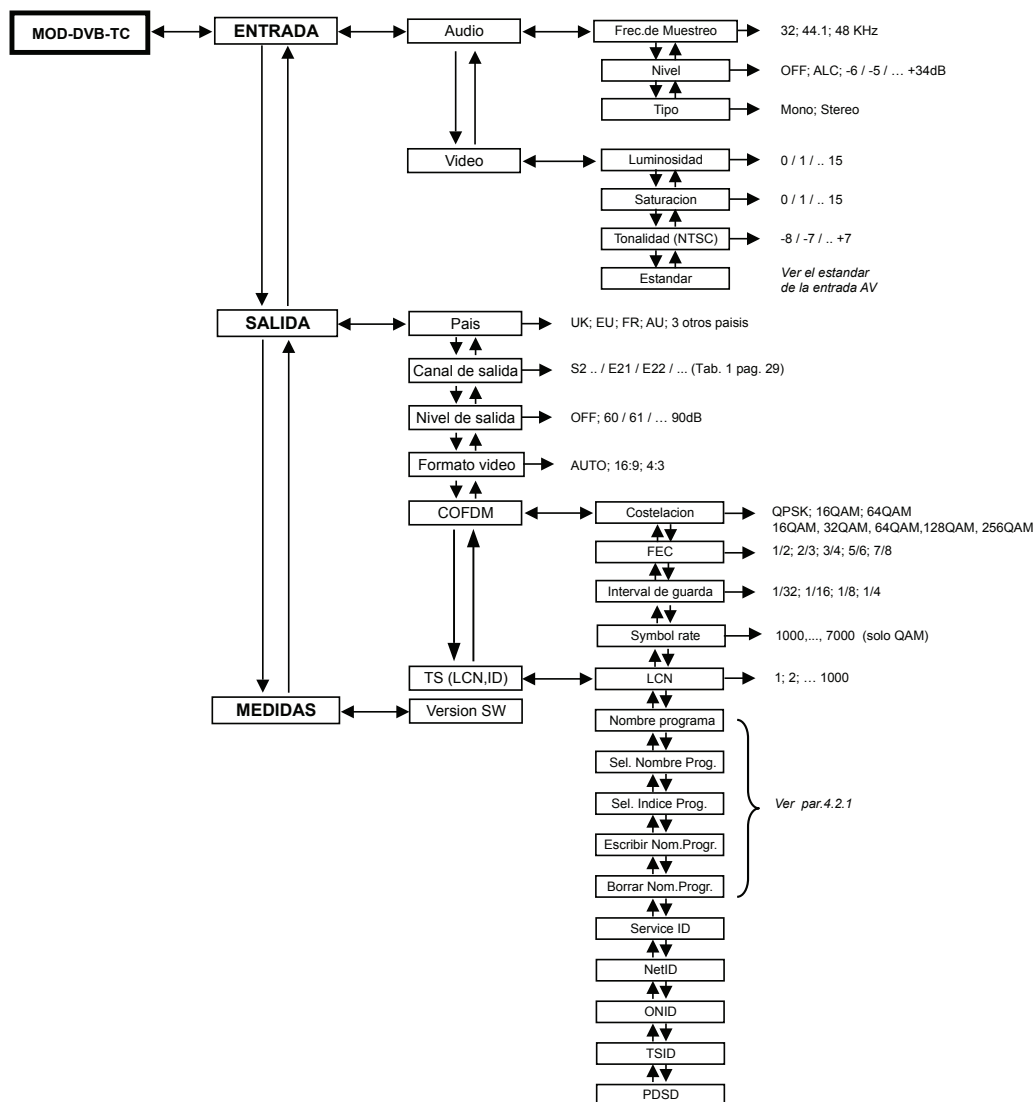 MOD-DVB-TC
ENTRADA
Audio
Frec.de Muestreo
32; 44.1; 48 KHz
Nivel
OFF; ALC; -6 / -5 / ... +34dB
Tipo
Mono; Stereo
Video
Luminosidad
0 / 1 / .. 15
Saturacion
0 / 1 / .. 15
Tonalidad (NTSC)
-8 / -7 / .. +7
Estandar
Ver el estandar
de la entrada AV
SALIDA
Pais
UK; EU; FR; AU; 3 otros paisis
Canal de salida
S2 .. / E21 / E22 / ... (Tab. 1 pag. 29)
Nivel de salida
OFF; 60 / 61 / ... 90dB
Formato video
AUTO; 16:9; 4:3
COFDM
Costelacion
QPSK; 16QAM; 64QAM
16QAM, 32QAM, 64QAM,128QAM, 256QAM
FEC
1/2; 2/3; 3/4; 5/6; 7/8
Interval de guarda
1/32; 1/16; 1/8; 1/4
Symbol rate
1000,..., 7000 (solo QAM)
TS (LCN,ID)
LCN
1; 2; ... 1000
MEDIDAS
Version SW
Nombre programa
Sel. Nombre Prog.
Sel. Indice Prog.
Ver par.4.2.1
Escribir Nom.Progr.
Borrar Nom.Progr.
Service ID
NetID
ONID
TSID
PDSD